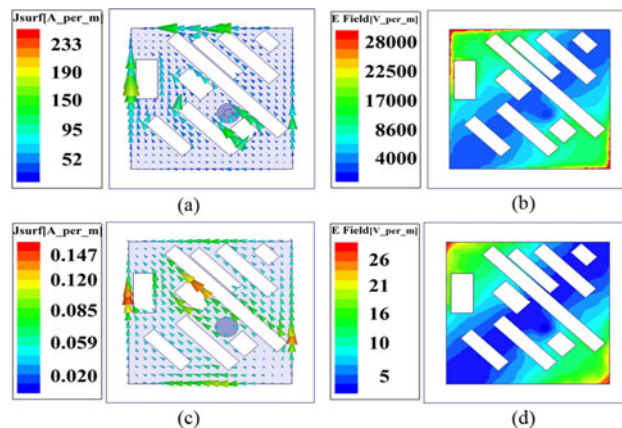 Jsurf[A_per_m]
233
190
150
95
52
(a)
E Field[V_per_m]
28000
22500
17000
8600
4000
(b)
Jsurf[A_per_m]
0.147
0.120
0.085
0.059
0.020
(c)
E Field[V_per_m]
26
21
16
10
5
(d)